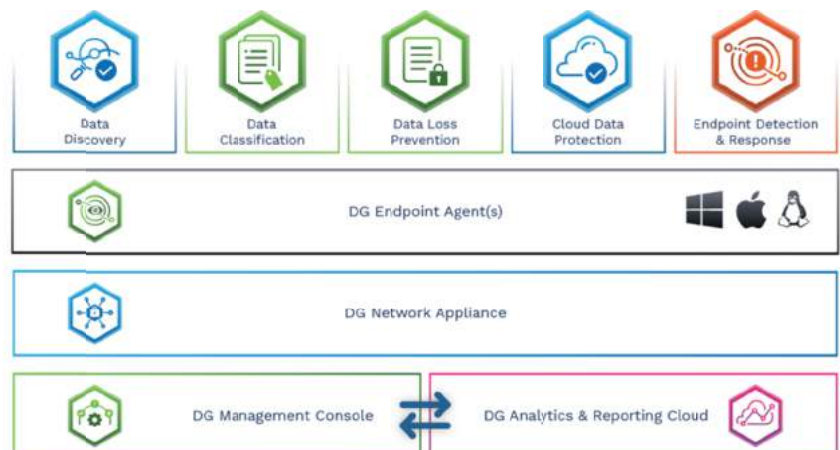 Data
Discovery
Data
Classification
Data Loss
Prevention
Cloud Data
Protection
Endpoint Detection
& Response
DG Endpoint Agent(s)
DG Network Appliance
DG Management Console
DG Analytics & Reporting Cloud